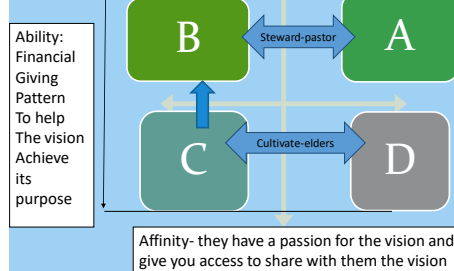 Ability:
Financial
Giving
Pattern
To help
The vision
Achieve
its
purpose
B
Steward-pastor
A
C
Cultivate-elders
D
Affinity- they have a passion for the vision and
give you access to share with them the vision